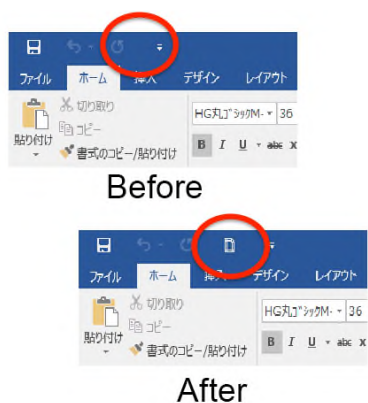 ファイル ホーム 挿入 デザイン レイアウト
切り取り
HG丸ゴシックM- 36
コピー
貼り付け
書式のコピー/貼り付け
B I U abc x
Before
ファイル ホーム デザイン レイアウト
切り取り
HG丸ゴシックM- 36
コピー
貼り付け
書式のコピー/貼り付け
B I U abc x
After